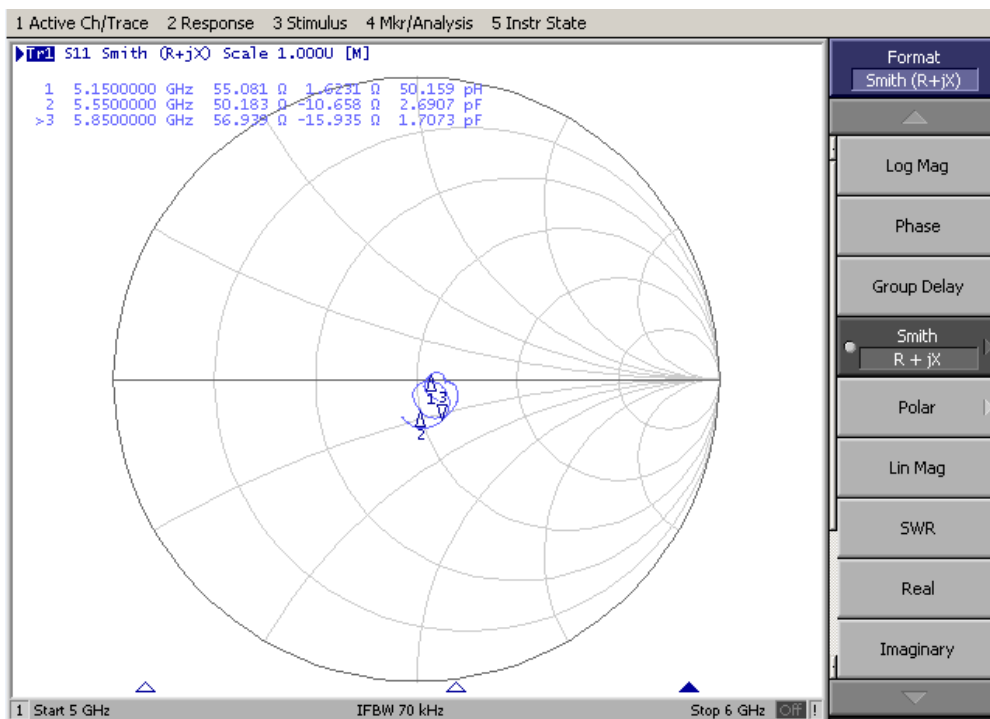 1 Active Ch/Trace 2 Response 3 Stimulus 4 Mkr/Analysis 5 Instr State
Tr1 S11 Smith (R+jX) Scale 1.000U [M]
1 5.1500000 GHz 55.081 Ω 1.6231 Ω 50.159 pH
2 5.5500000 GHz 50.183 Ω -10.658 Ω 2.6907 pF
>3 5.8500000 GHz 56.939 Ω -15.935 Ω 1.7073 pF
1
3
2
Format
Smith (R+jX)
Log Mag
Phase
Group Delay
Smith
R + jX
Polar
Lin Mag
SWR
Real
Imaginary
1 Start 5 GHz IFBW 70 kHz Stop 6 GHz Off !